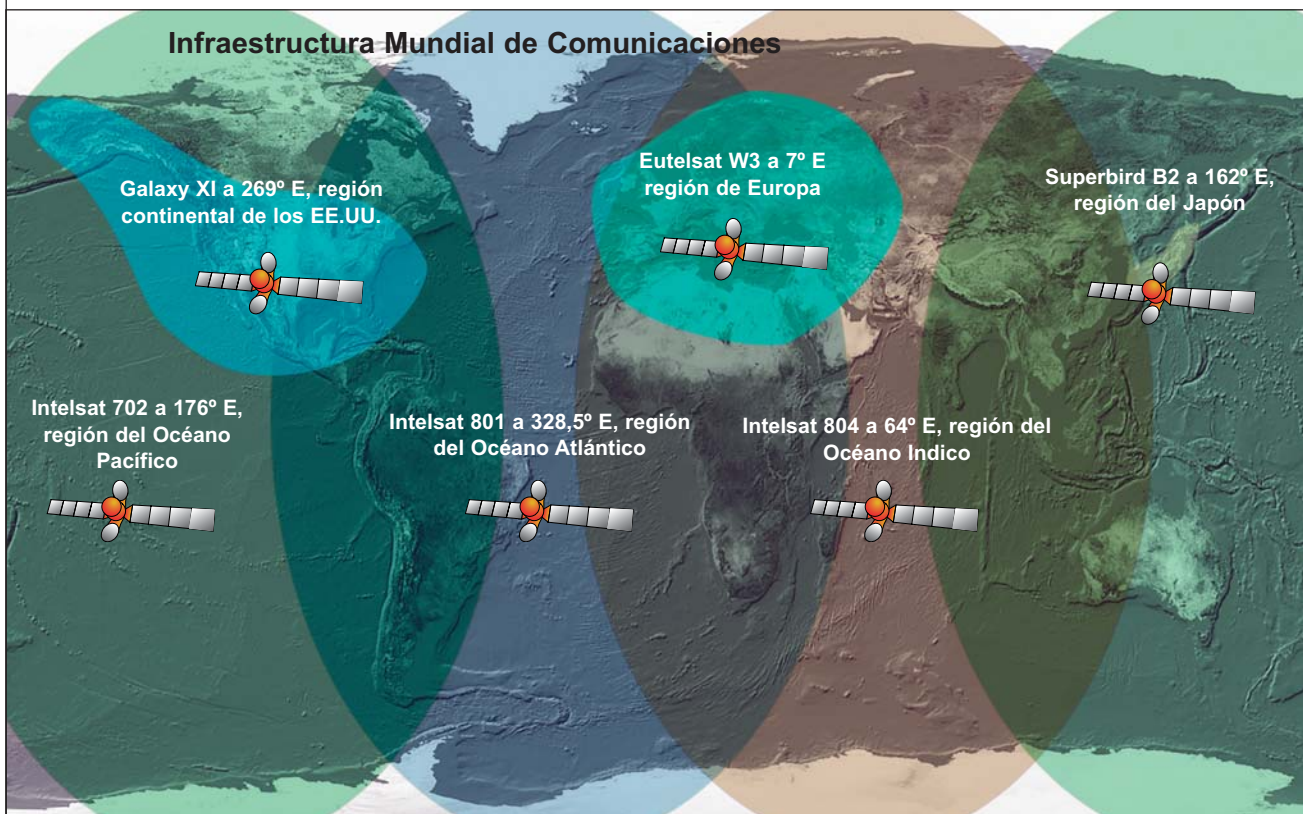 Infraestructura Mundial de Comunicaciones
Galaxy XI a 269º E, región
continental de los EE.UU.
Eutelsat W3 a 7º E
región de Europa
Superbird B2 a 162º E,
región del Japón
Intelsat 702 a 176º E,
región del Océano
Pacífico
Intelsat 801 a 328,5º E, región
del Océano Atlántico
Intelsat 804 a 64º E, región del
Océano Indico